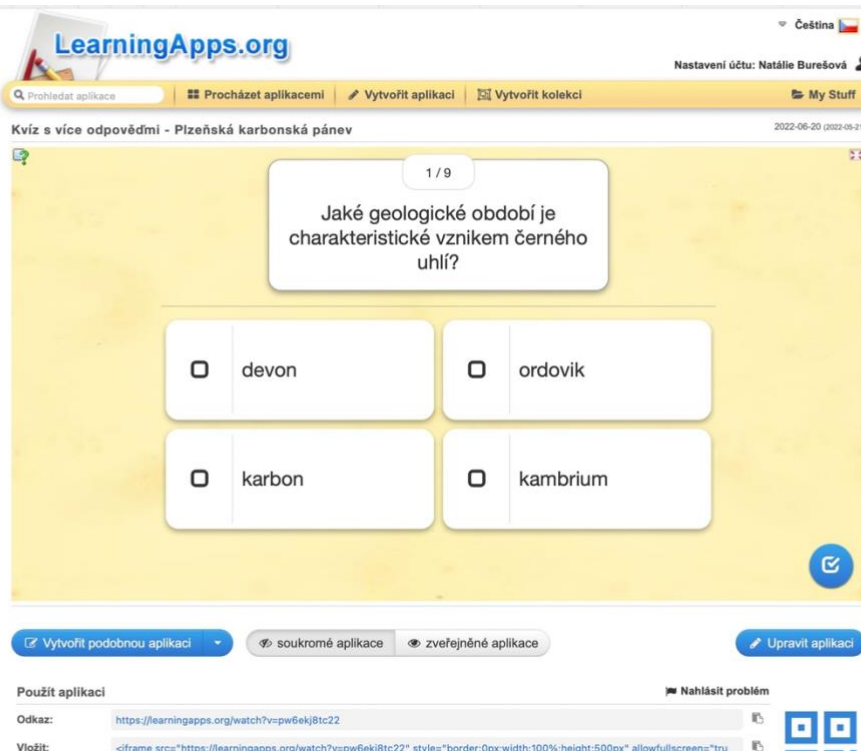 LearningApps.org
Čeština
Nastavení účtu: Natálie Burešová
Prohledat aplikace
Procházet aplikacemi
Vytvořit aplikaci
Vytvořit kolekci
My Stuff
Kvíz s více odpověďmi - Plzeňská karbonská pánev
2022-06-20 (2022-05-21
1 / 9
Jaké geologické období je
charakteristické vznikem černého
uhlí?
devon
ordovik
karbon
kambrium
Vytvořit podobnou aplikaci
soukromé aplikace
zveřejněné aplikace
Upravit aplikaci
Použít aplikaci
Nahlásit problém
Odkaz:
https://learningapps.org/watch?v=pw6ekj8tc22
Vložit:
<iframe src="https://learningapps.org/watch?v=pw6ekj8tc22" style="border:0px;width:100%;height:500px" allowfullscreen="tru